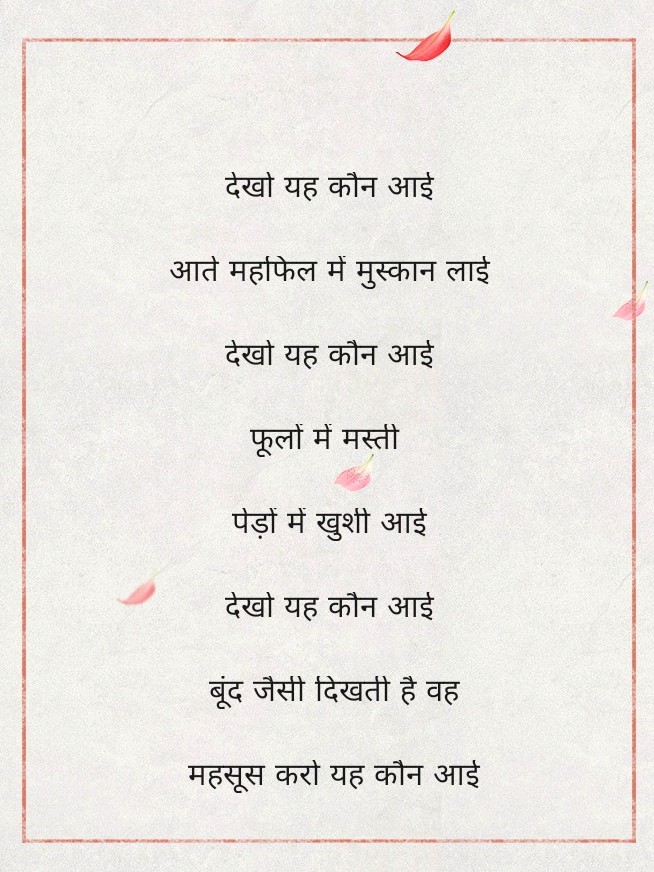 देखो यह कौन आई
आते महफिल में मुस्कान लाई
देखो यह कौन आई
फूलों में मस्ती
पेड़ों में खुशी आई
देखो यह कौन आई
बूंद जैसी दिखती है वह
महसूस करो यह कौन आई